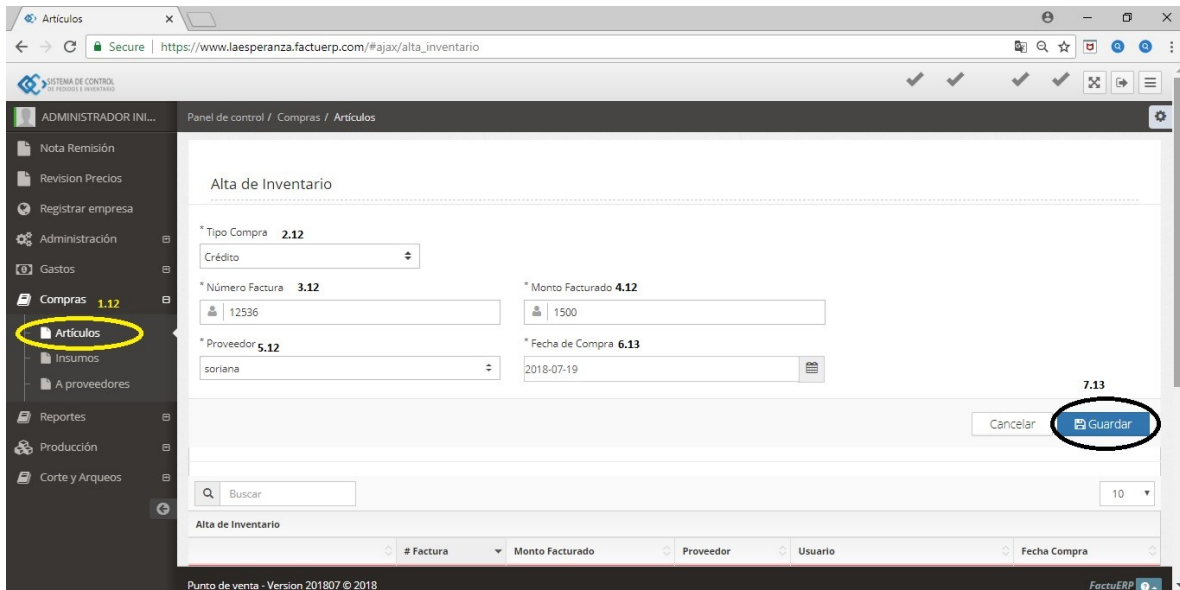 Artículos
Secure | https://www.laesperanza.factuerp.com/#ajax/alta_inventario
SISTEMA DE CONTROL
DE PEDIDOS E INVENTARIO
ADMINISTRADOR INI...
Panel de control / Compras / Artículos
Nota Remisión
Revision Precios
Registrar empresa
Administración
Gastos
Compras 1.12
Artículos
Insumos
A proveedores
Reportes
Producción
Corte y Arqueos
Alta de Inventario
* Tipo Compra 2.12
Crédito
* Número Factura 3.12
* Monto Facturado 4.12
12536
1500
* Proveedor 5.12
* Fecha de Compra 6.13
soriana
2018-07-19
7.13
Cancelar
Guardar
Buscar
10
Alta de Inventario
# Factura Monto Facturado Proveedor Usuario Fecha Compra
Punto de venta - Version 201807 © 2018
FactuERP ?